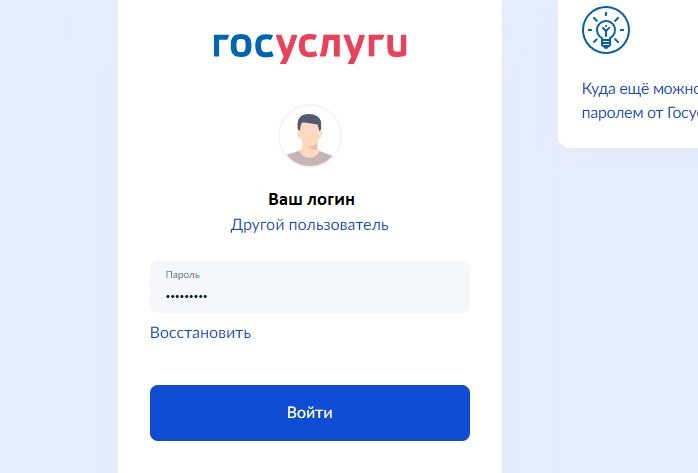 госуслуги
Ваш логин
Другой пользователь
Пароль
•••••••••
Восстановить
Войти
Куда ещё можно
паролем от Госу